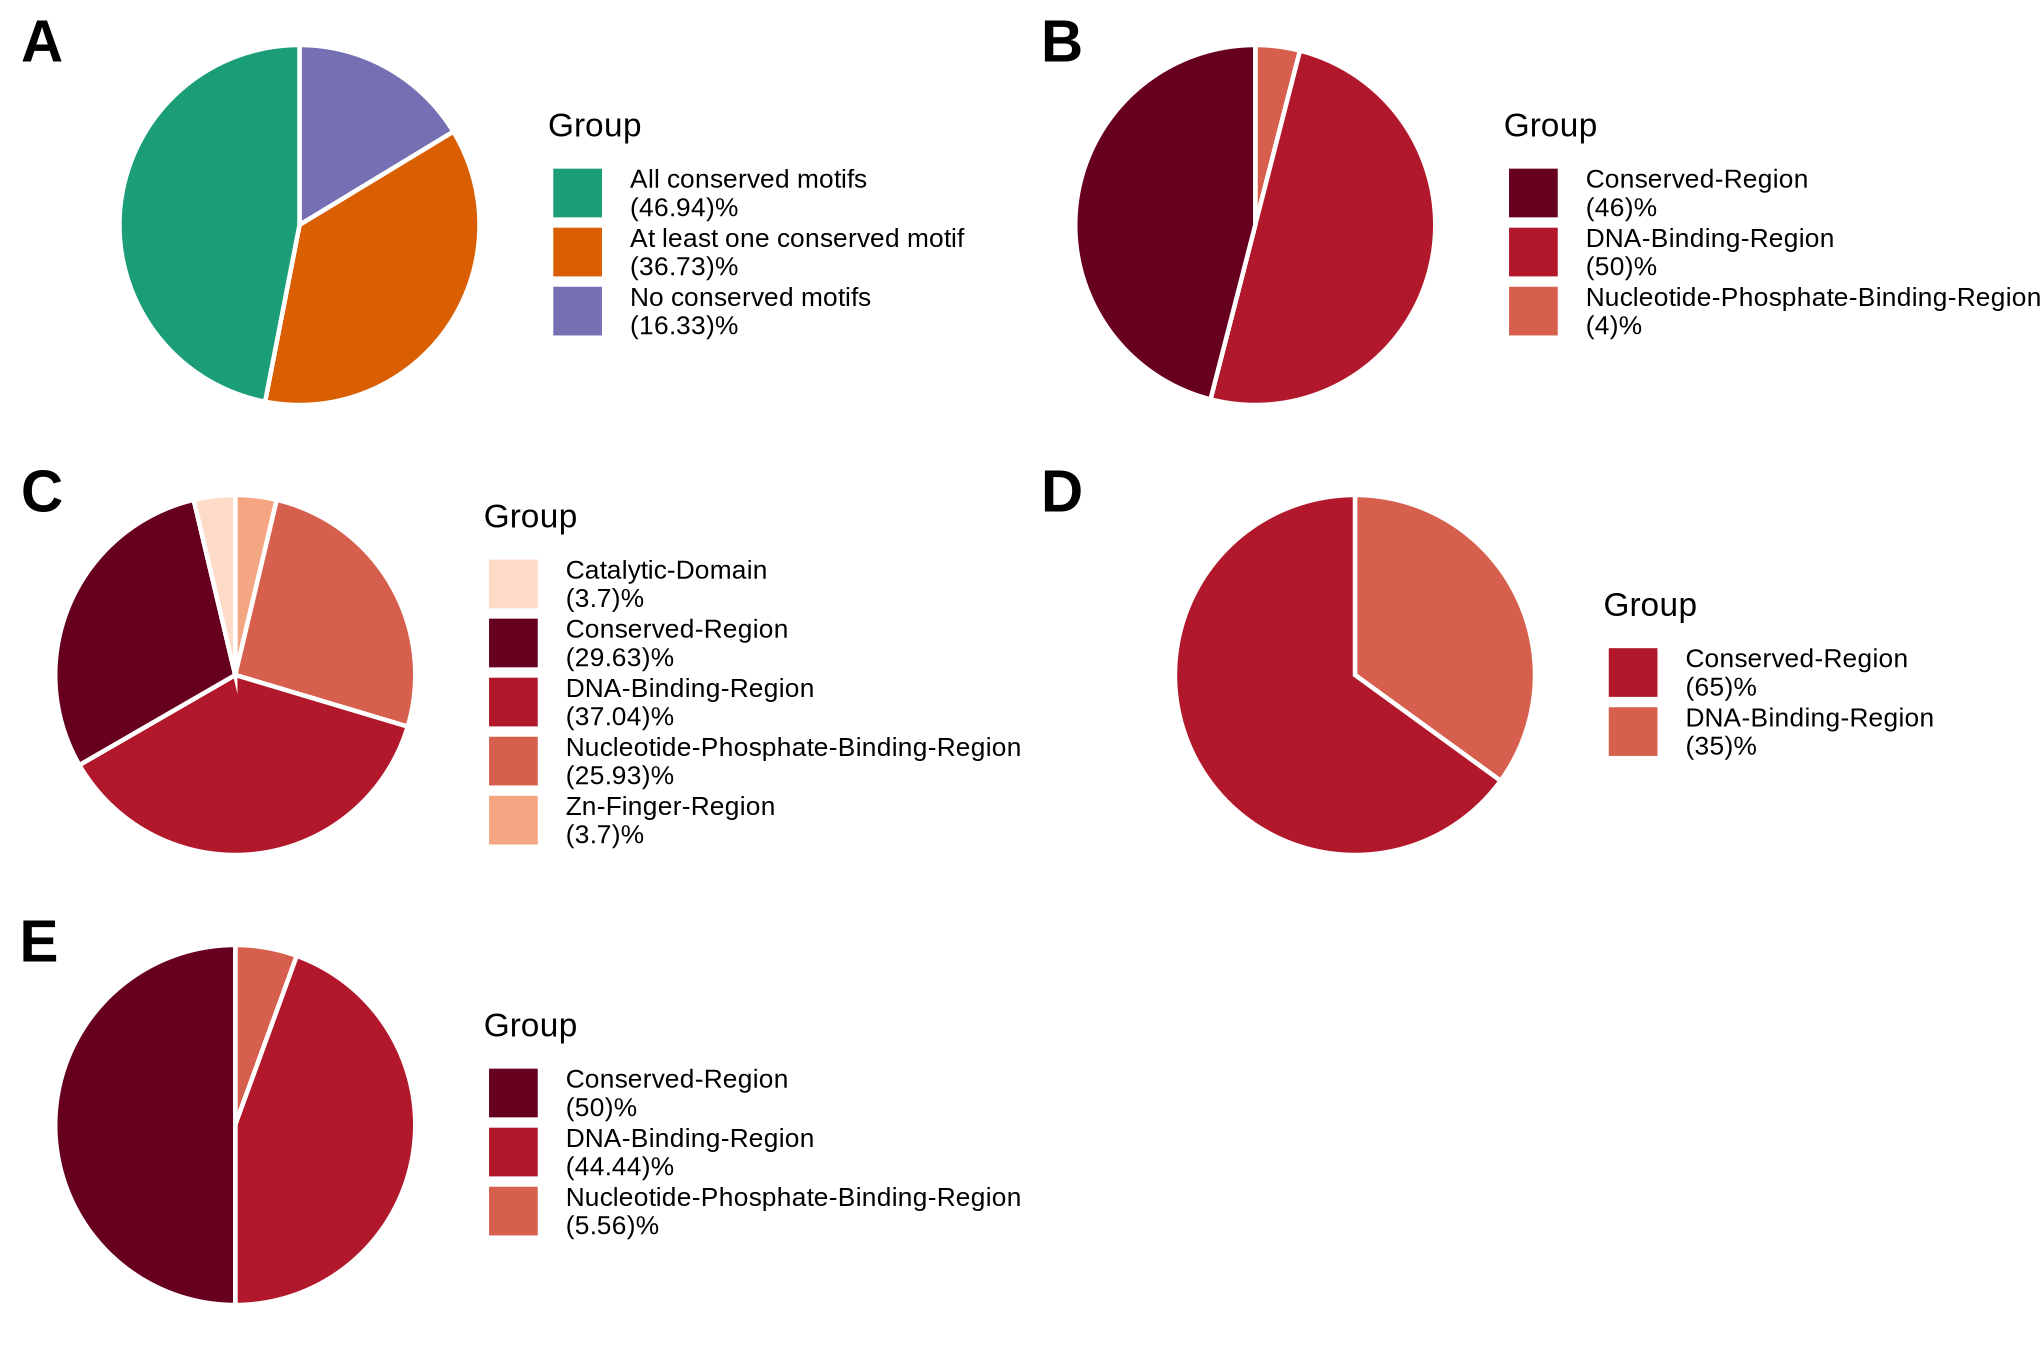 A
Group
All conserved motifs
(46.94)%
At least one conserved motif
(36.73)%
No conserved motifs
(16.33)%
B
Group
Conserved-Region
(46)%
DNA-Binding-Region
(50)%
Nucleotide-Phosphate-Binding-Region
(4)%
C
Group
Catalytic-Domain
(3.7)%
Conserved-Region
(29.63)%
DNA-Binding-Region
(37.04)%
Nucleotide-Phosphate-Binding-Region
(25.93)%
Zn-Finger-Region
(3.7)%
D
Group
Conserved-Region
(65)%
DNA-Binding-Region
(35)%
E
Group
Conserved-Region
(50)%
DNA-Binding-Region
(44.44)%
Nucleotide-Phosphate-Binding-Region
(5.56)%